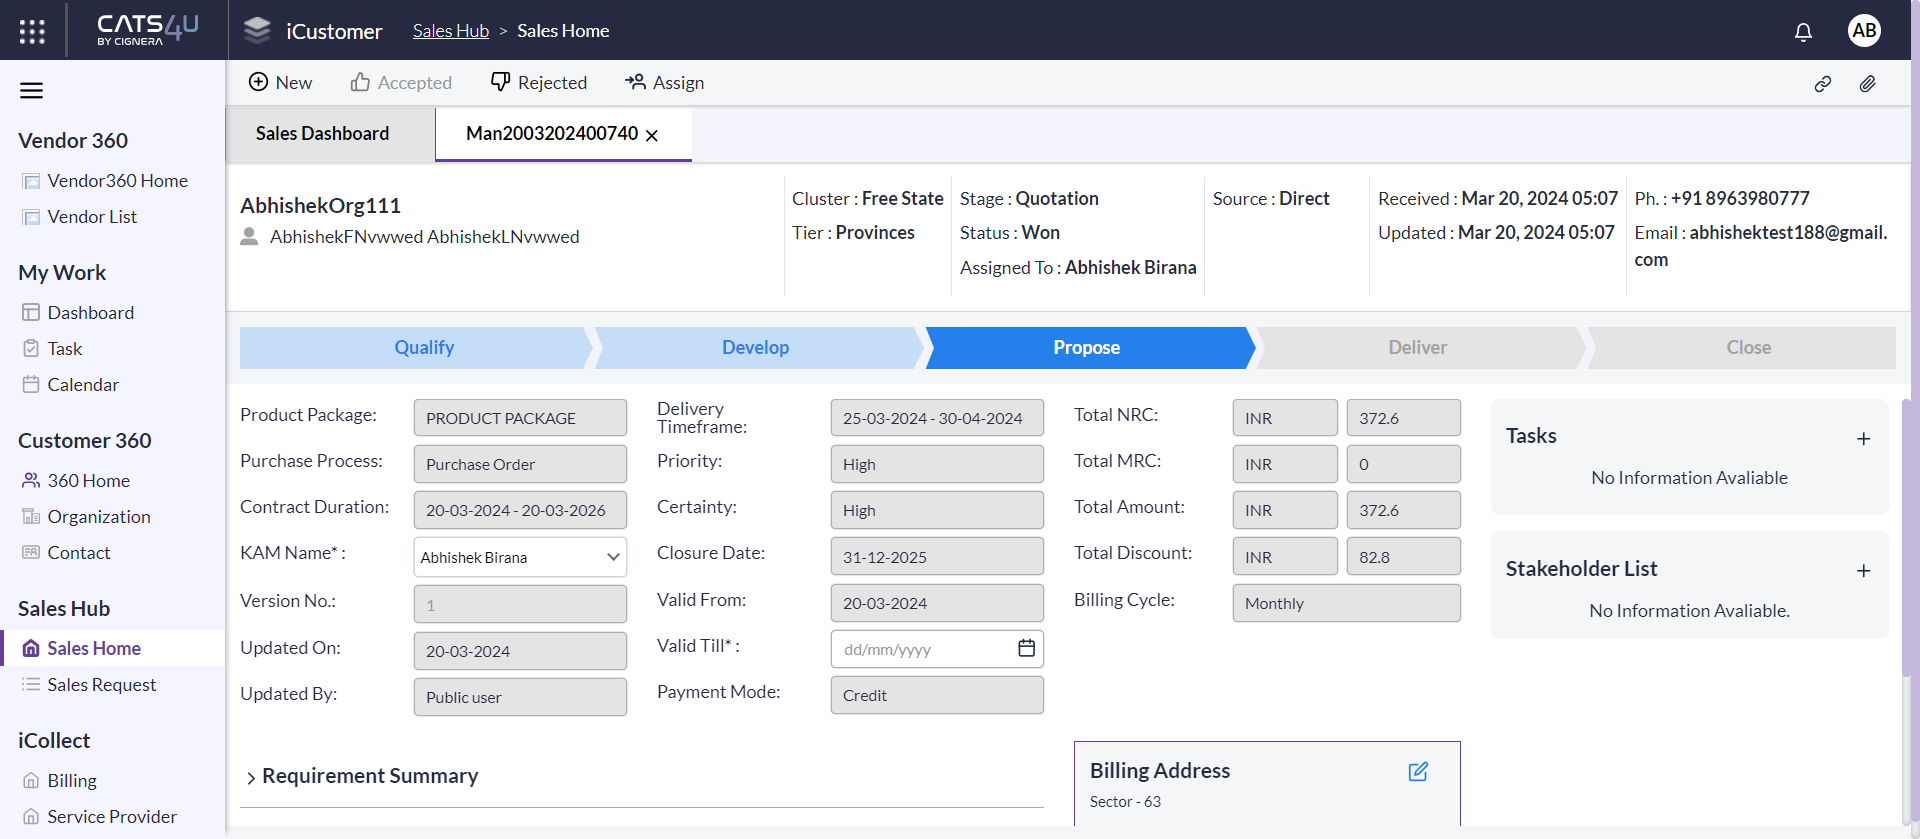 CATS4U
BY CIGNERA
iCustomer
Sales Hub > Sales Home
AB
New
Accepted
Rejected
Assign
Vendor 360
Vendor360 Home
Vendor List
My Work
Dashboard
Task
Calendar
Customer 360
360 Home
Organization
Contact
Sales Hub
Sales Home
Sales Request
iCollect
Billing
Service Provider
Sales Dashboard
Man2003202400740
AbhishekOrg111
AbhishekFNvwwed AbhishekLNvwwed
Cluster : Free State
Tier : Provinces
Stage : Quotation
Status : Won
Assigned To : Abhishek Birana
Source : Direct
Received : Mar 20, 2024 05:07
Updated : Mar 20, 2024 05:07
Ph. : +91 8963980777
Email : abhishektest188@gmail.
com
Qualify
Develop
Propose
Deliver
Close
Product Package: PRODUCT PACKAGE
Purchase Process: Purchase Order
Contract Duration: 20-03-2024 - 20-03-2026
KAM Name* : Abhishek Birana
Version No.: 1
Updated On: 20-03-2024
Updated By: Public user
Delivery
Timeframe: 25-03-2024 - 30-04-2024
Priority: High
Certainty: High
Closure Date: 31-12-2025
Valid From: 20-03-2024
Valid Till* : dd/mm/yyyy
Payment Mode: Credit
Total NRC: INR 372.6
Total MRC: INR 0
Total Amount: INR 372.6
Total Discount: INR 82.8
Billing Cycle: Monthly
Tasks
No Information Avaliable
Stakeholder List
No Information Avaliable.
Requirement Summary
Billing Address
Sector - 63